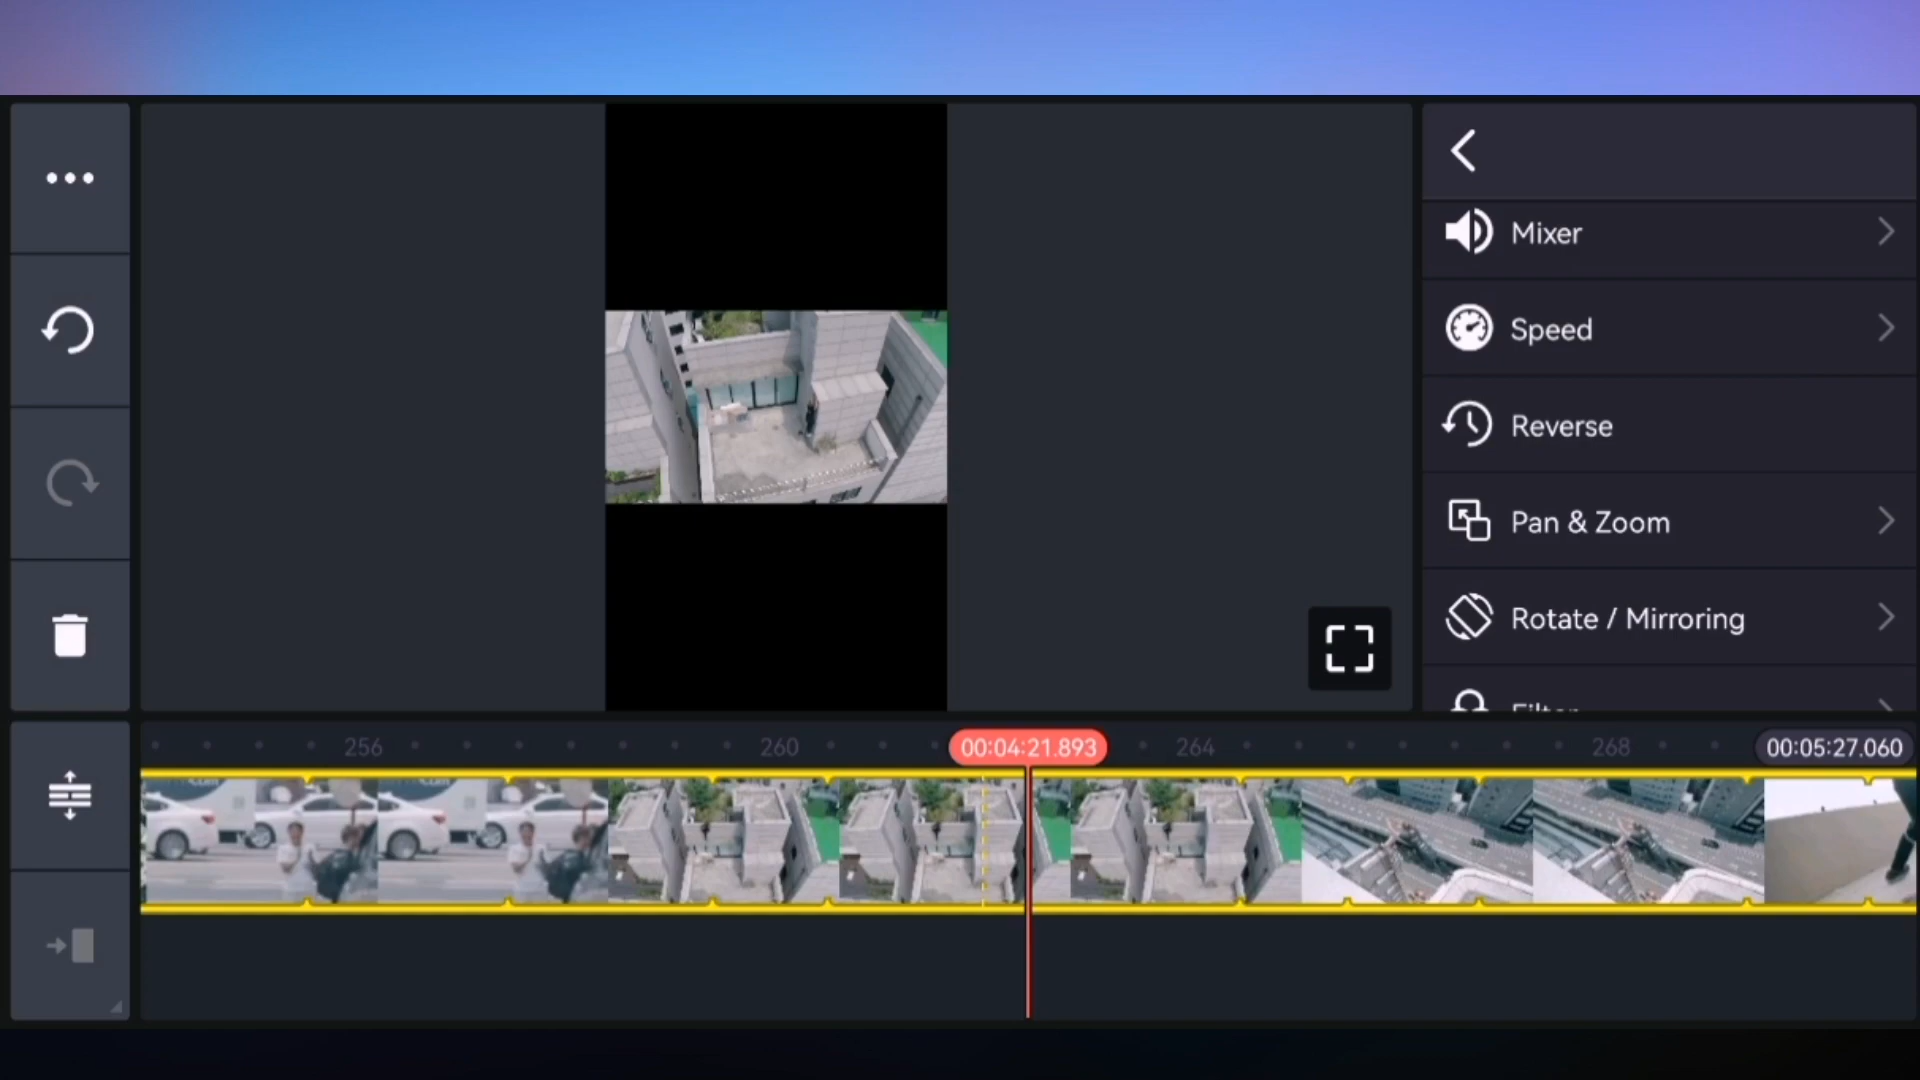 Mixer
Speed
Reverse
Pan & Zoom
Rotate / Mirroring
Filter
256
260
00:04:21.893
264
268
00:05:27.060